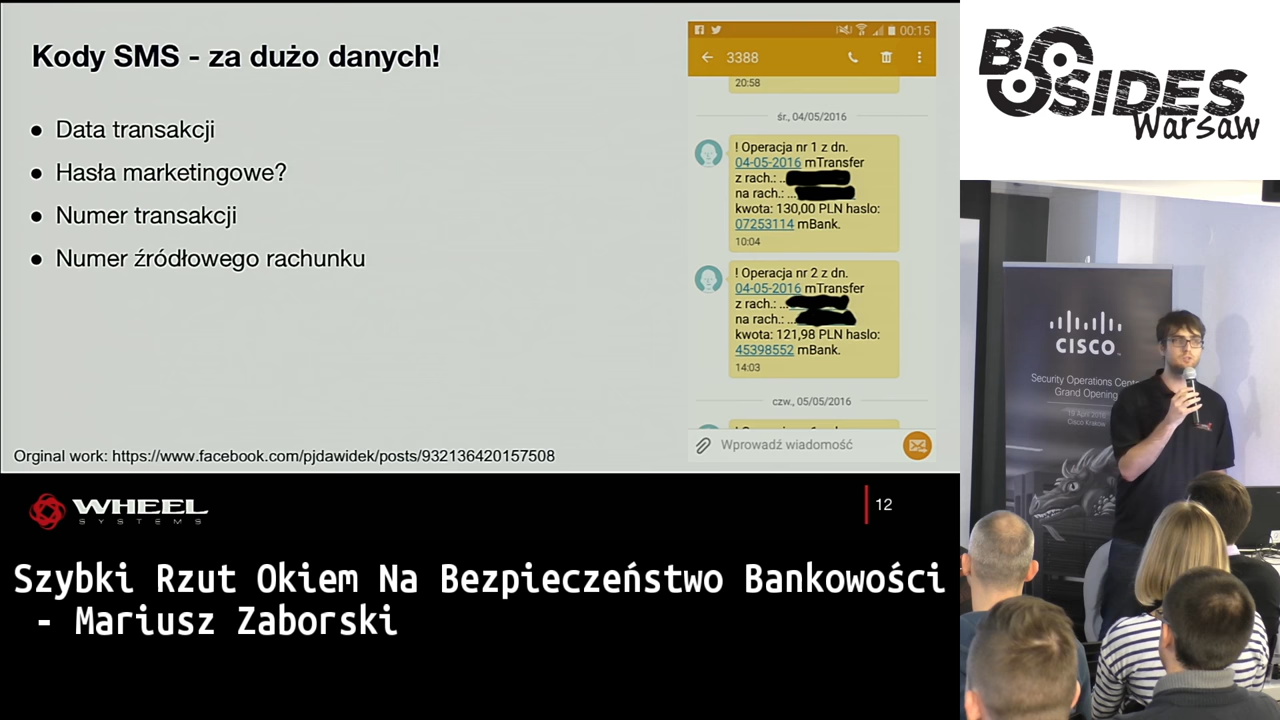 Kody SMS - za dużo danych!
● Data transakcji
● Hasła marketingowe?
● Numer transakcji
● Numer źródłowego rachunku
Orginal work: https://www.facebook.com/pjdawidek/posts/932136420157508
00:15
3388
20:58
śr., 04/05/2016
! Operacja nr 1 z dn.
04-05-2016 mTransfer
z rach.: ..
na rach.: ...
kwota: 130,00 PLN haslo:
07253114 mBank.
10:04
! Operacja nr 2 z dn.
04-05-2016 mTransfer
z rach.: ..
na rach.: ...
kwota: 121,98 PLN haslo:
45398552 mBank.
14:03
czw., 05/05/2016
Wprowadź wiadomość
WHEEL
SYSTEMS
12
Szybki Rzut Okiem Na Bezpieczeństwo Bankowości
- Mariusz Zaborski
BSIDES
Warsaw
CISCO
Security Operations
Grand Opening
Cisco Krakow